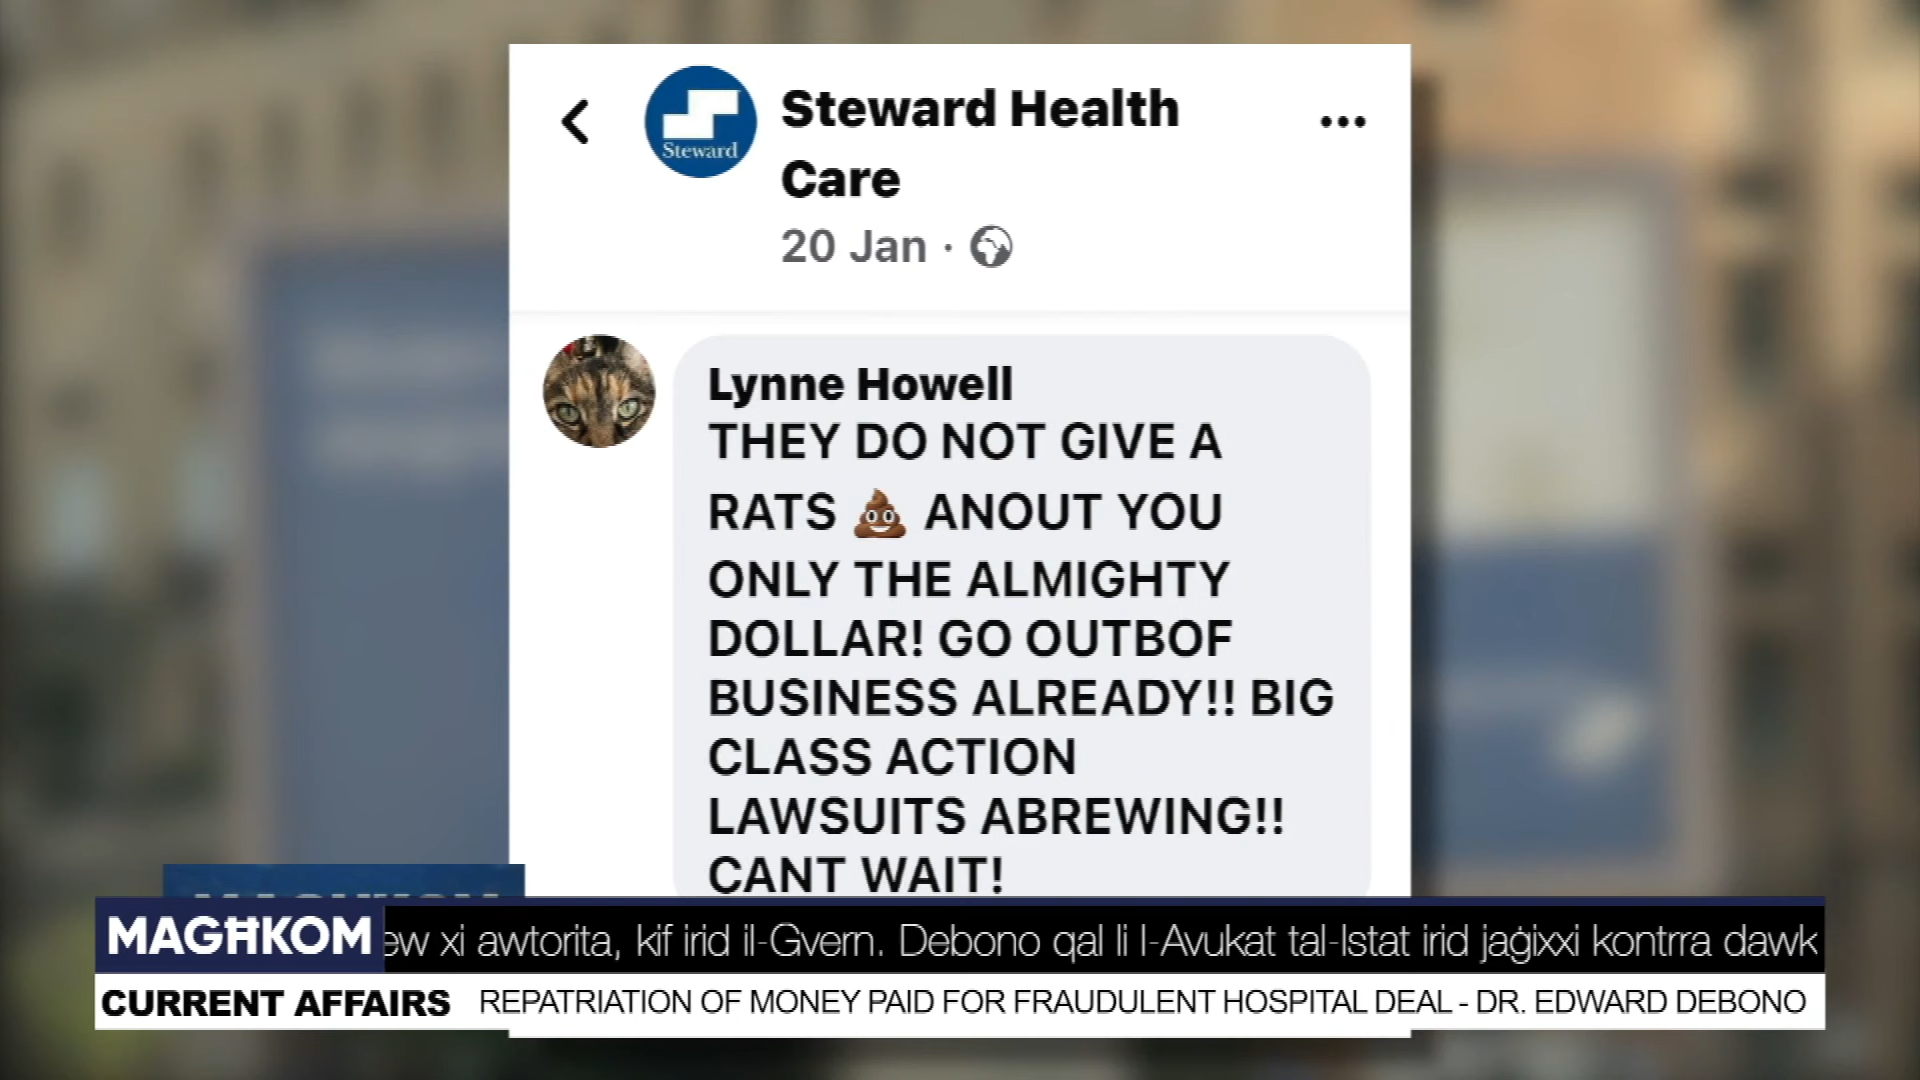 Steward
Steward Health
Care
20 Jan ·
Lynne Howell
THEY DO NOT GIVE A
RATS 💩 ANOUT YOU
ONLY THE ALMIGHTY
DOLLAR! GO OUTBOF
BUSINESS ALREADY!! BIG
CLASS ACTION
LAWSUITS ABREWING!!
CANT WAIT!
MAGĦKOM
ew xi awtorita, kif irid il-Gvern. Debono qal li l-Avukat tal-Istat irid jaġixxi kontrra dawk
CURRENT AFFAIRS
REPATRIATION OF MONEY PAID FOR FRAUDULENT HOSPITAL DEAL - DR. EDWARD DEBONO